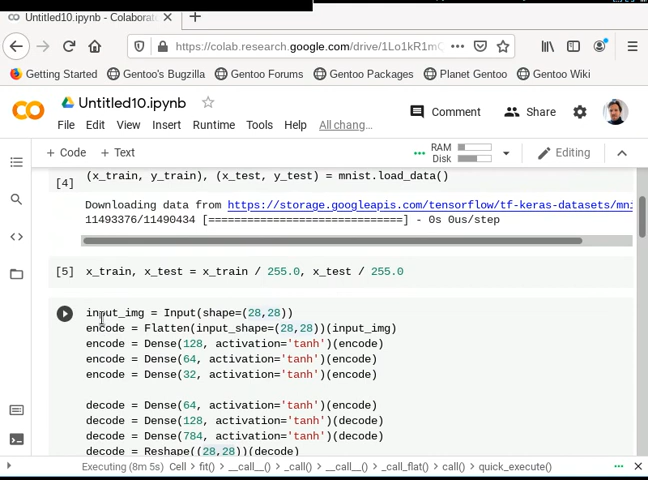 Untitled10.ipynb - Colaborat
https://colab.research.google.com/drive/1Lo1kR1mQ
Getting Started Gentoo's Bugzilla Gentoo Forums Gentoo Packages Planet Gentoo Gentoo Wiki
Untitled10.ipynb
Comment Share
File Edit View Insert Runtime Tools Help All chang...
+ Code + Text RAM Disk Editing
[4] (x_train, y_train), (x_test, y_test) = mnist.load_data()
Downloading data from https://storage.googleapis.com/tensorflow/tf-keras-datasets/mni
11493376/11490434 [==============================] - 0s 0us/step
[5] x_train, x_test = x_train / 255.0, x_test / 255.0
input_img = Input(shape=(28,28))
encode = Flatten(input_shape=(28,28))(input_img)
encode = Dense(128, activation='tanh')(encode)
encode = Dense(64, activation='tanh')(encode)
encode = Dense(32, activation='tanh')(encode)
decode = Dense(64, activation='tanh')(encode)
decode = Dense(128, activation='tanh')(decode)
decode = Dense(784, activation='tanh')(decode)
decode = Reshape((28,28))(decode)
Executing (8m 5s) Cell > fit() > __call__() > _call() > __call__() > _call_flat() > call() > quick_execute()